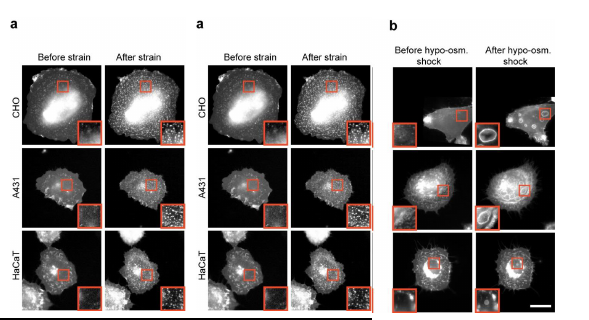 a
Before strain After strain
CHO
A431
HaCaT
a
Before strain After strain
CHO
A431
HaCaT
b
Before hypo-osm. shock After hypo-osm. shock